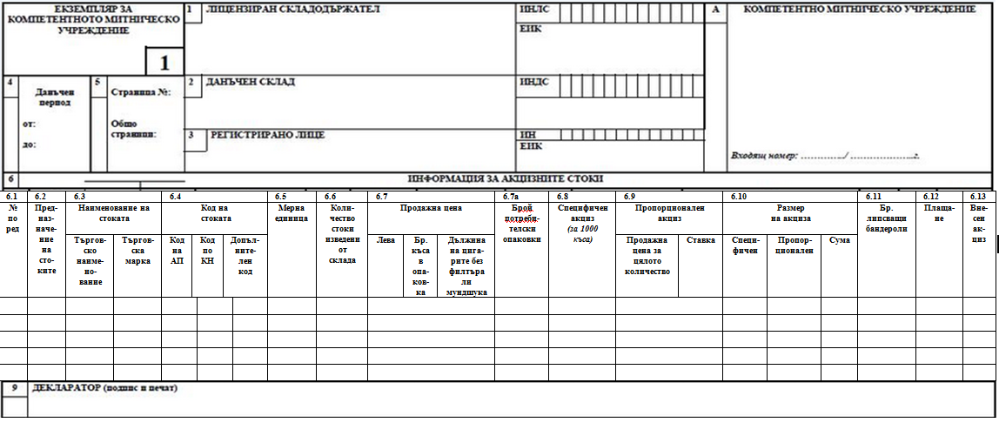 ЕКЗЕМПЛЯР ЗА
КОМПЕТЕНТНОТО МИТНИЧЕСКО
УЧРЕЖДЕНИЕ
1
1 ЛИЦЕНЗИРАН СКЛАДОДЪРЖАТЕЛ
ИНЛС
ЕИК
А КОМПЕТЕНТНО МИТНИЧЕСКО УЧРЕЖДЕНИЕ
4
Данъчен
период
от:
до:
5
Страница №:
Общо
страници:
2 ДАНЪЧЕН СКЛАД
ИНДС
3 РЕГИСТРИРАНО ЛИЦЕ
ИН
ЕИК
Входящ номер: …………../ ………………..г.
6 ИНФОРМАЦИЯ ЗА АКЦИЗНИТЕ СТОКИ
6.1 6.2 6.3 6.4 6.5 6.6 6.7 6.7а 6.8 6.9 6.10 6.11 6.12 6.13
№
по
ред
Пред-
наз-
наче-
ние
на
сто-
ките
Наименование на
стоката
Търгов-
ско
наиме-
но-
вание
Търгов-
ска
марка
Код на
стоката
Код
на
АП
Код
по
КН
Допъл-
ните-
лен
код
Мерна
единица
Коли-
чество
стоки
изведени
от
склада
Продажна цена
Лева
Бр.
къса
в
опа-
ков-
ка
Дължина
на цига-
рите без
филтъра
ли
мундщука
Брой
потреби-
телски
опаковки
Специфичен
акциз
(за 1000
къса)
Пропорционален
акциз
Продажна
цена за
цялото
количество
Ставка
Размер
на акциза
Специ-
фичен
Пропор-
ционален
Сума
Бр.
липсващи
бандероли
Плаща-
не
Вне-
сен
ак-
циз
9 ДЕКЛАРАТОР (подпис и печат)